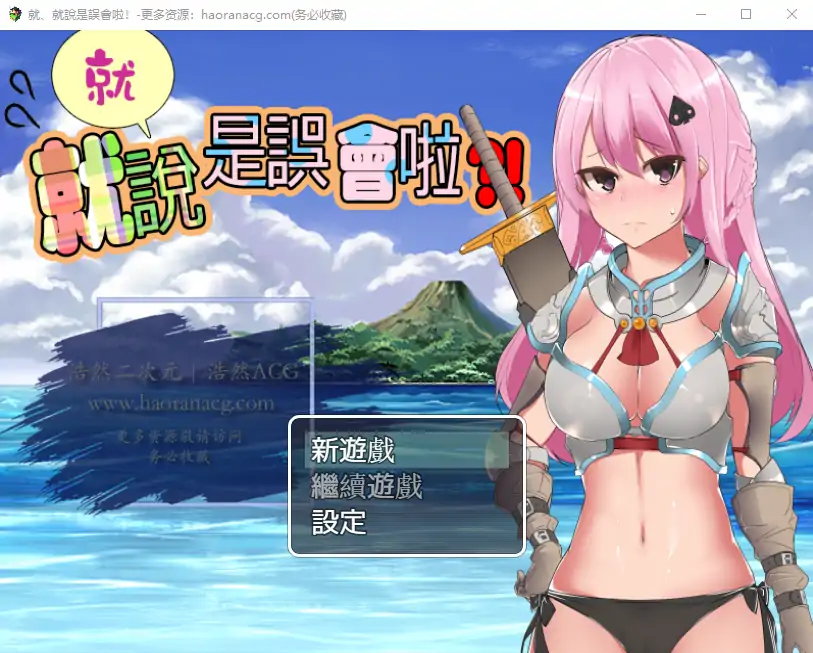 就、就說是誤會啦! -更多资源：haoranacg.com(务必收藏)
就
就說是誤會啦?!
浩然二次元 | 浩然ACG
www.haoranacg.com
更多资源敬请访问
务必收藏
新遊戲
繼續遊戲
設定